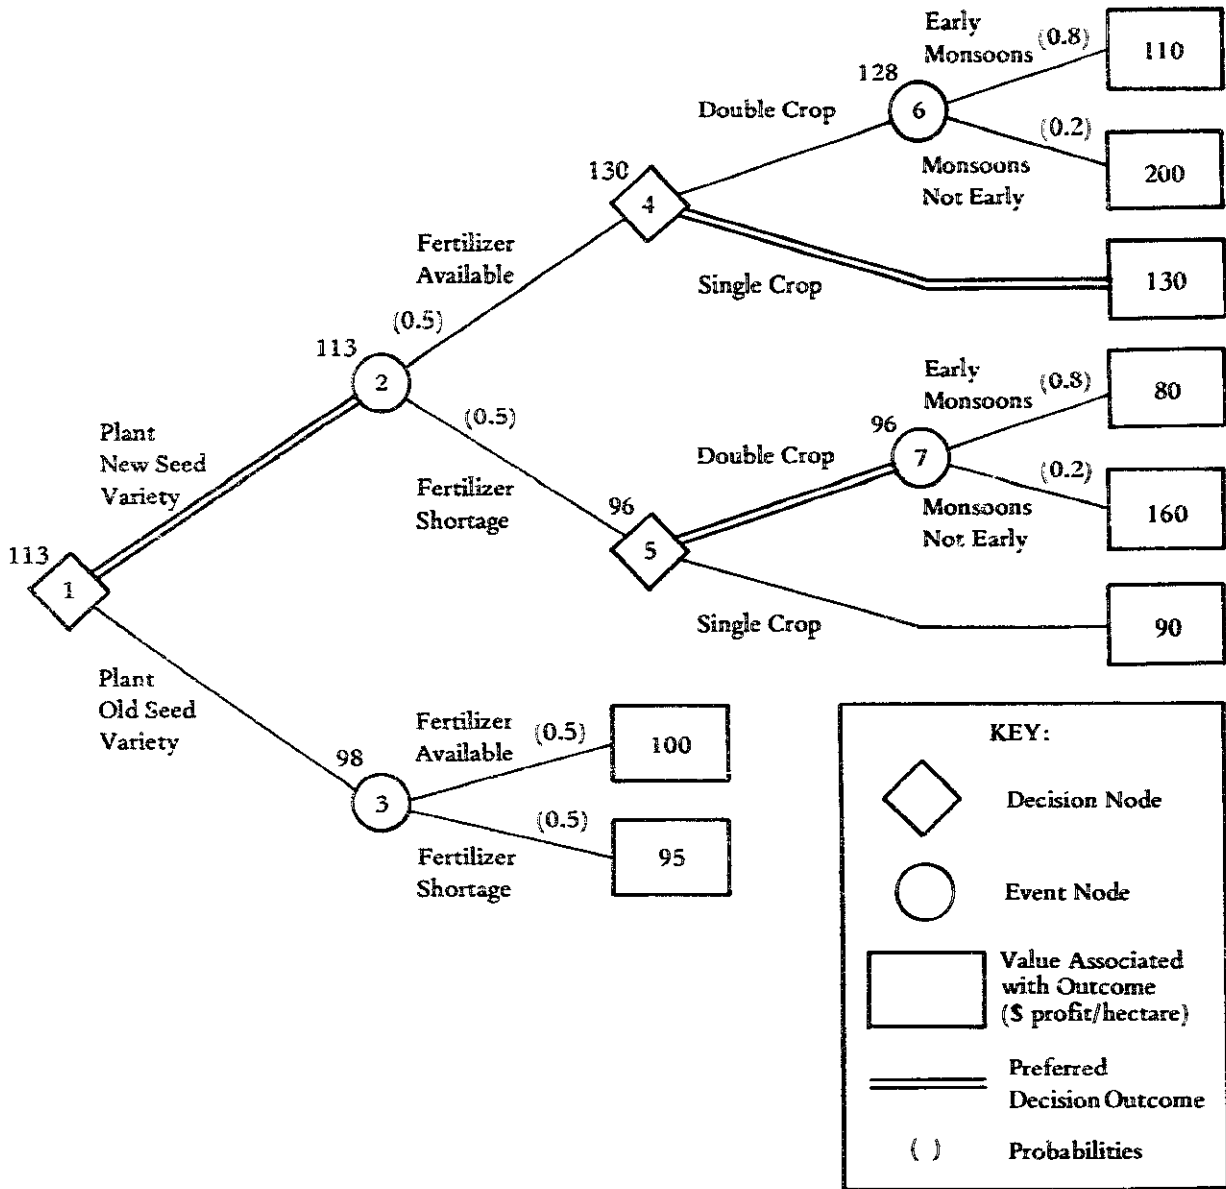 Early
Monsoons
(0.8)
110
128
6
Double Crop
(0.2)
200
Monsoons
Not Early
130
4
Fertilizer
Available
Single Crop
130
(0.5)
113
2
Early
Monsoons
(0.8)
80
(0.5)
96
7
Plant
New Seed
Variety
Double Crop
(0.2)
160
Fertilizer
Shortage
96
5
Monsoons
Not Early
113
1
Single Crop
90
Plant
Old Seed
Variety
98
3
Fertilizer
Available
(0.5)
100
(0.5)
95
Fertilizer
Shortage
KEY:
Decision Node
Event Node
Value Associated
with Outcome
($ profit/hectare)
Preferred
Decision Outcome
( ) Probabilities